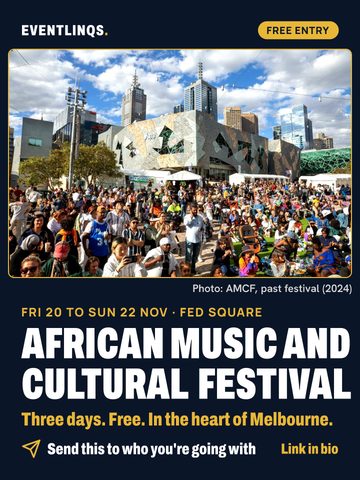 EVENTLINQS.
FREE ENTRY
Photo: AMCF, past festival (2024)
FRI 20 TO SUN 22 NOV · FED SQUARE
AFRICAN MUSIC AND
CULTURAL FESTIVAL
Three days. Free. In the heart of Melbourne.
Send this to who you're going with
Link in bio